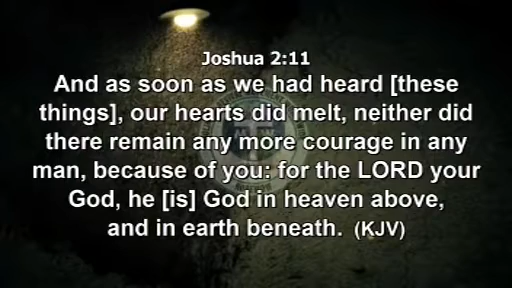 Joshua 2:11
And as soon as we had heard [these
things], our hearts did melt, neither did
there remain any more courage in any
man, because of you: for the LORD your
God, he [is] God in heaven above,
and in earth beneath. (KJV)